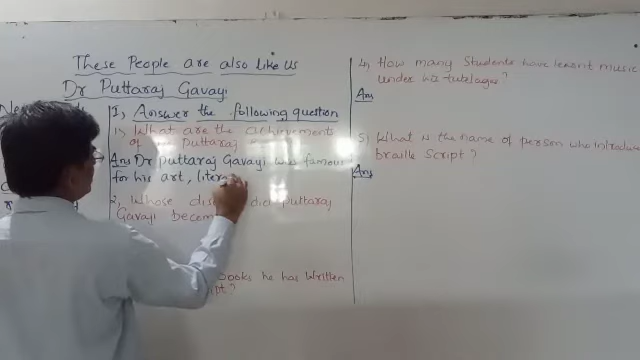 These People are also like us
Dr Puttaraj Gavayi
I, Answer the following question
1, What are the achievements
of puttaraj
Ans Dr puttaraj Gavayi was famous
for his art, liter
2, Whose did puttaraj
Gavayi Becom
Books he has written
ipt?
4, How many Students have learnt music
under his tutelage?
Ans
5, What is the name of person who introduce
braille Script?
Ans